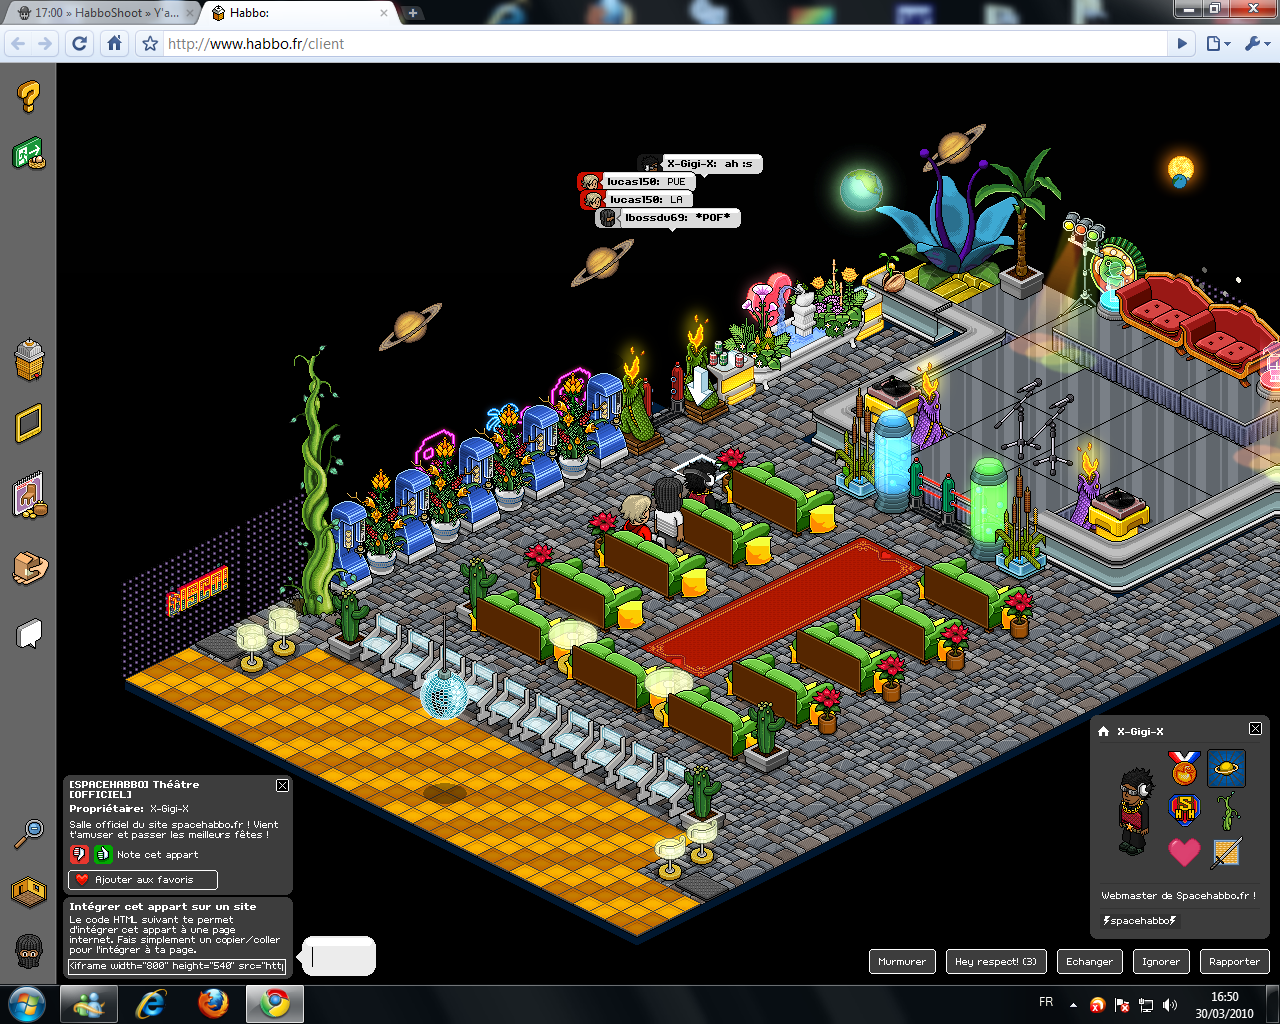 17:00 » HabboShoot » Y'a...
Habbo:
http://www.habbo.fr/client
X-Gigi-X: ah :s
lucas150: PUE
lucas150: LA
lbossdu69: *POF*
DISCO!
[SPACEHABBO] Théâtre
[OFFICIEL]
Propriétaire: X-Gigi-X
Salle officiel du site spacehabbo.fr ! Vient
t'amuser et passer les meilleurs fêtes !
Note cet appart
Ajouter aux favoris
Intégrer cet appart sur un site
Le code HTML suivant te permet
d'intégrer cet appart à une page
internet. Fais simplement un copier/coller
pour l'intégrer à ta page.
<iframe width="800" height="540" src="htt
X-Gigi-X
Webmaster de Spacehabbo.fr !
spacehabbo
Murmurer
Hey respect! (3)
Echanger
Ignorer
Rapporter
FR
16:50
30/03/2010